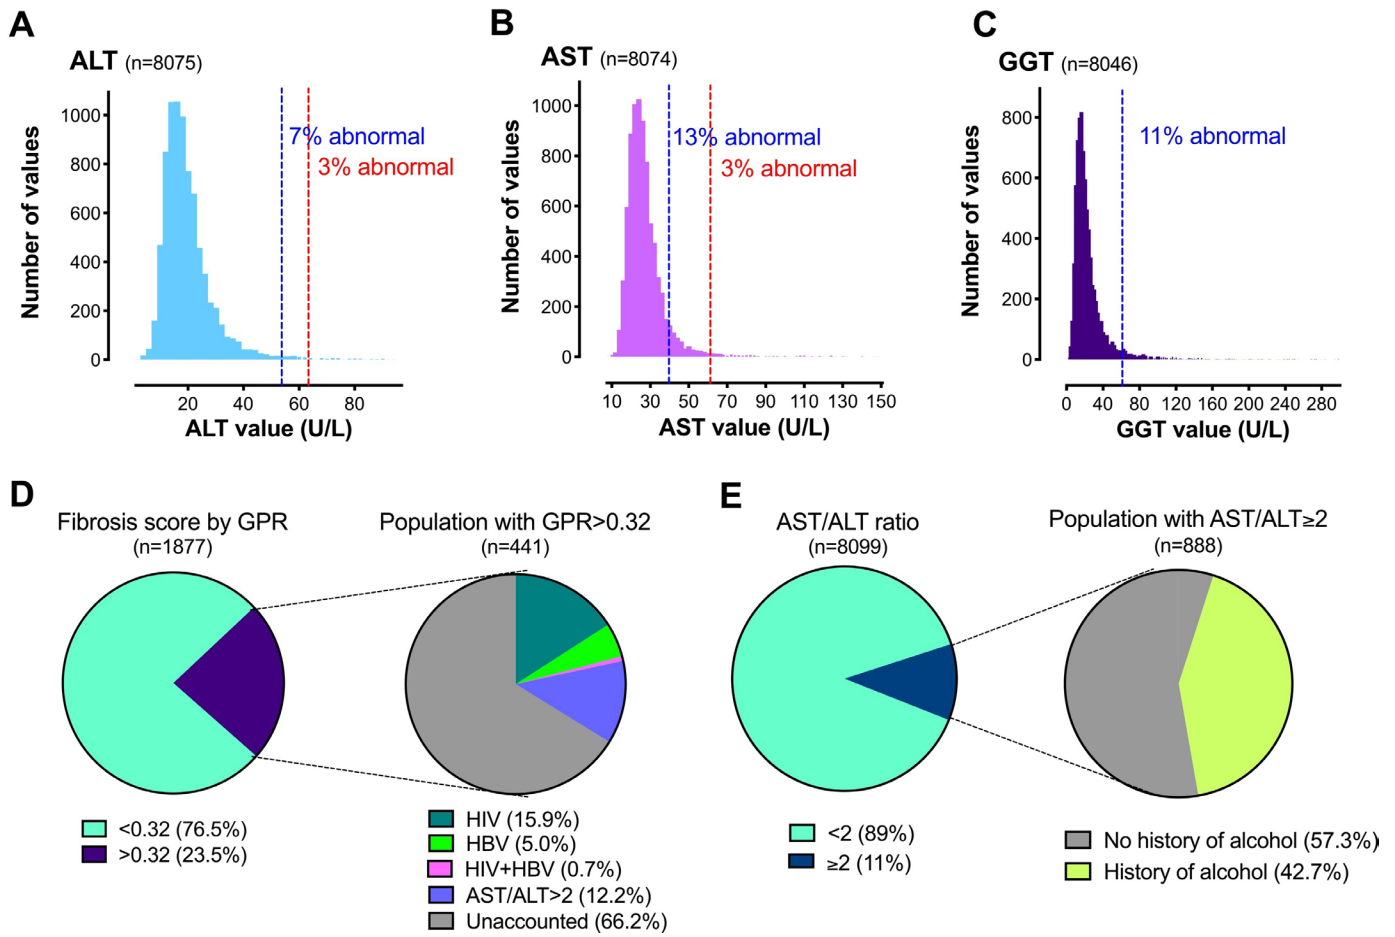 A
ALT (n=8075)
Number of values
1000
800
600
400
200
0
7% abnormal
3% abnormal
20 40 60 80
ALT value (U/L)
B
AST (n=8074)
Number of values
1000
800
600
400
200
0
13% abnormal
3% abnormal
10 30 50 70 90 110 130 150
AST value (U/L)
C
GGT (n=8046)
Number of values
800
600
400
200
0
11% abnormal
0 40 80 120 160 200 240 280
GGT value (U/L)
D
Fibrosis score by GPR
(n=1877)
<0.32 (76.5%)
>0.32 (23.5%)
Population with GPR>0.32
(n=441)
HIV (15.9%)
HBV (5.0%)
HIV+HBV (0.7%)
AST/ALT>2 (12.2%)
Unaccounted (66.2%)
E
AST/ALT ratio
(n=8099)
<2 (89%)
≥2 (11%)
Population with AST/ALT≥2
(n=888)
No history of alcohol (57.3%)
History of alcohol (42.7%)